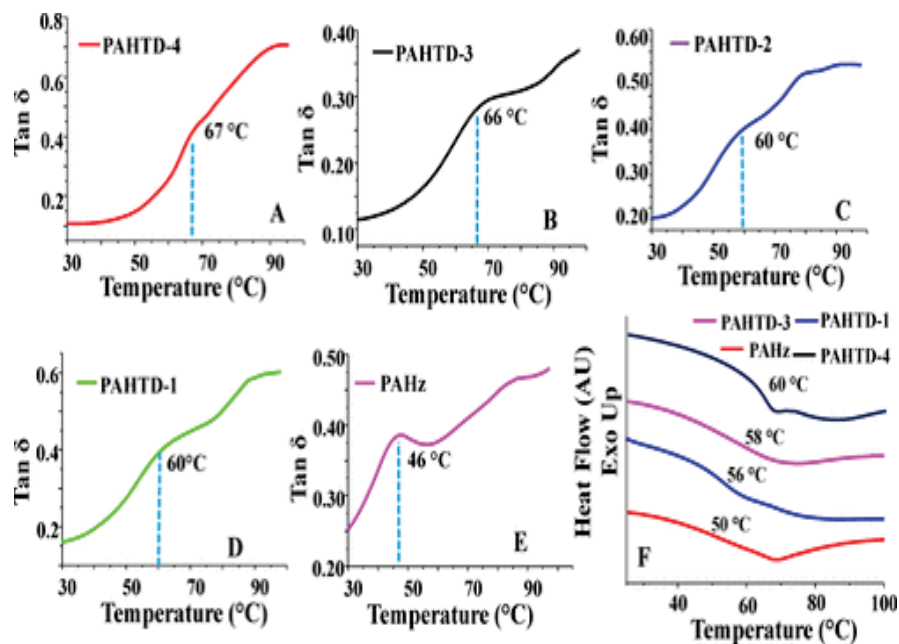 0.8
0.6
0.4
0.2
Tan δ
PAHTD-4
67 °C
A
30 50 70 90
Temperature (°C)
0.40
0.30
0.20
0.10
Tan δ
PAHTD-3
66 °C
B
30 50 70 90
Temperature (°C)
0.60
0.50
0.40
0.30
0.20
Tan δ
PAHTD-2
60 °C
C
30 50 70 90
Temperature (°C)
0.6
0.4
0.2
Tan δ
PAHTD-1
60°C
D
30 50 70 90
Temperature (°C)
0.50
0.40
0.30
0.20
Tan δ
PAHz
46 °C
E
30 50 70 90
Temperature (°C)
Heat Flow (AU)
Exo Up
PAHTD-3 PAHTD-1
PAHz PAHTD-4
60 °C
58 °C
56 °C
50 °C
F
40 60 80 100
Temperature (°C)